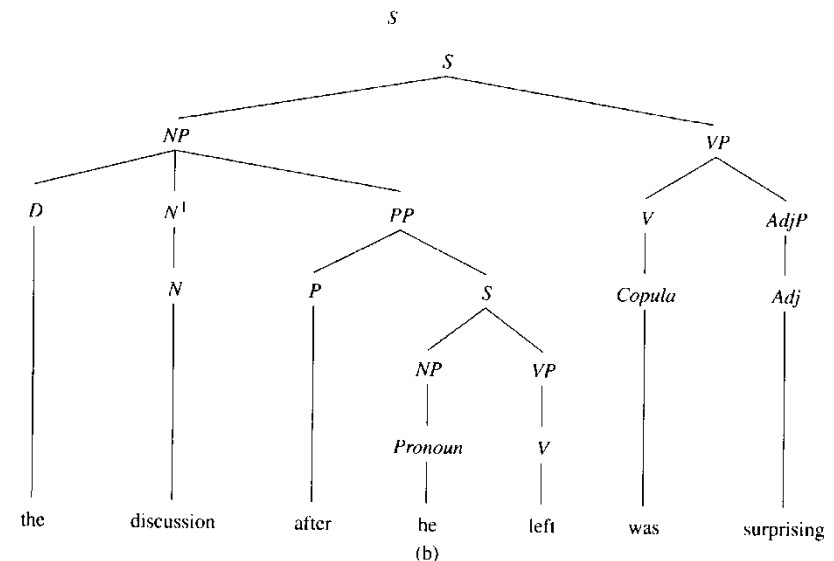 S
S
NP VP
D N¹ PP V AdjP
N P S Copula Adj
NP VP
Pronoun V
the discussion after he left was surprising
(b)